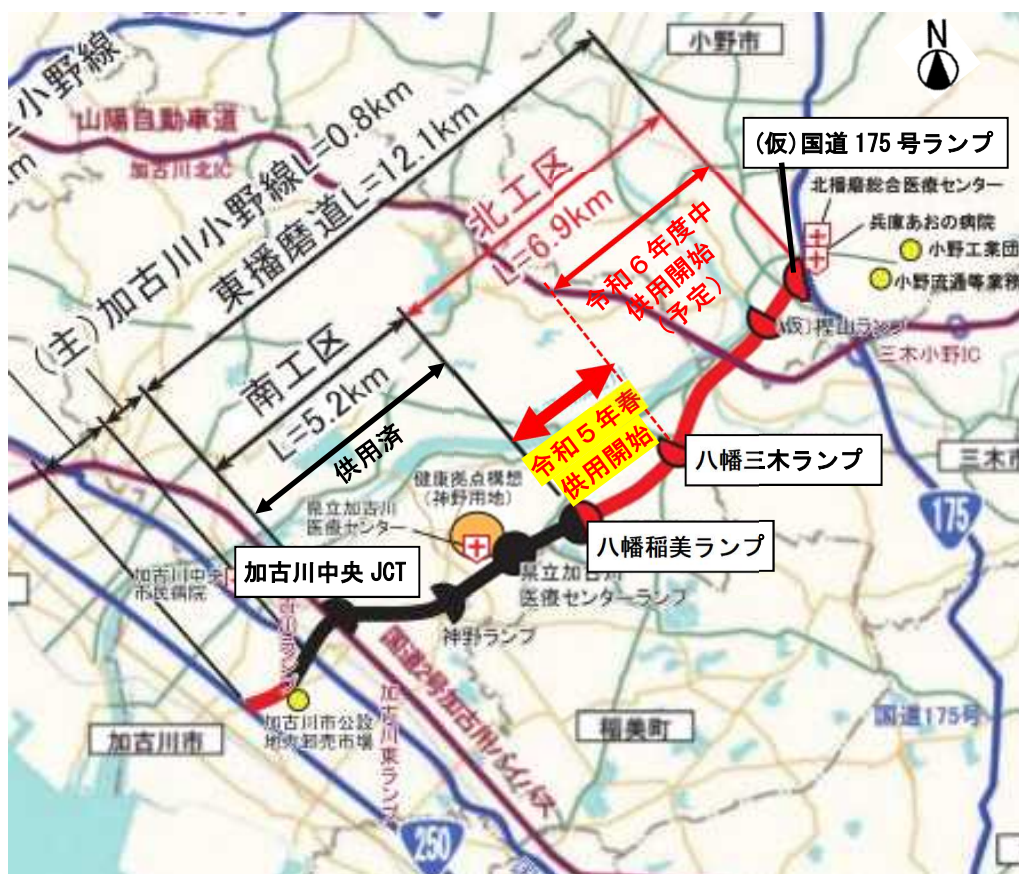 小野市
N
小野線
km
山陽自動車道
加古川北IC
(主)加古川小野線L=0.8km
東播磨道L=12.1km
北工区
L=6.9km
令和6年度中
供用開始
(予定)
(仮)国道175号ランプ
北播磨総合医療センター
兵庫あおの病院
小野工業団
小野流通等業務
(仮)樫山ランプ
三木小野IC
南工区
L=5.2km
供用済
令和5年春
供用開始
八幡三木ランプ
三木市
175
健康拠点構想
(神野用地)
県立加古川
医療センター
八幡稲美ランプ
加古川中央JCT
加古川中央
市民病院
県立加古川
医療センターランプ
神野ランプ
国道2号加古川バイパス
加古川東ランプ
加古川市公設
地方卸売市場
加古川市
稲美町
国道175号
250